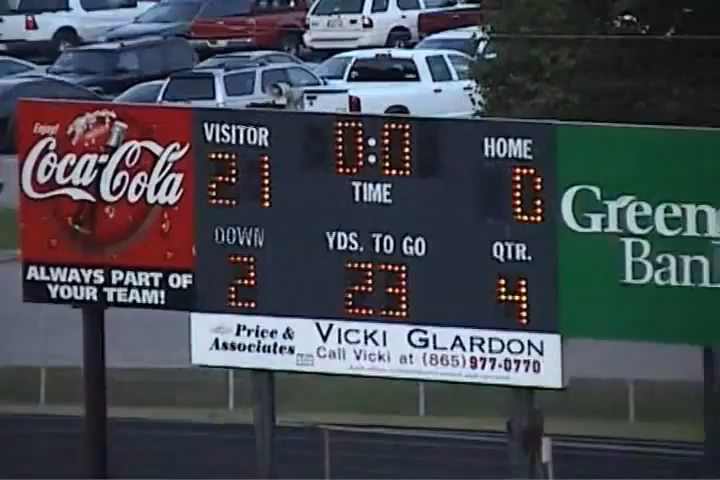 Enjoy
Coca-Cola
ALWAYS PART OF
YOUR TEAM!
VISITOR
21
0:0
TIME
HOME
0
DOWN
2
YDS. TO GO
23
QTR.
4
Price &
Associates
VICKI GLARDON
Call Vicki at (865) 977-0770
Green
Ban